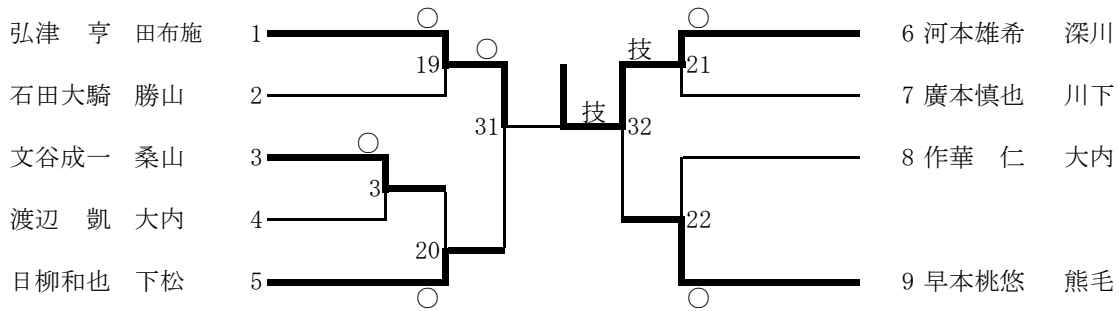 ○ ○
弘津　亨　田布施　1 6 河本雄希　深川
○ 技
19 21
石田大騎　勝山　2 7 廣本慎也　川下
技
31 32
○
文谷成一　桑山　3 8 作華　仁　大内
3
渡辺　凱　大内　4 22
20
日柳和也　下松　5 9 早本桃悠　熊毛
○ ○